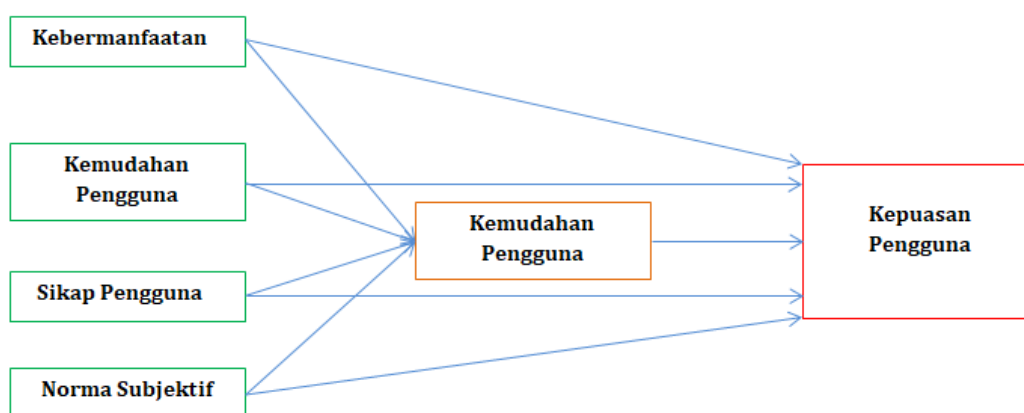 Kebermanfaatan
Kemudahan
Pengguna
Sikap Pengguna
Norma Subjektif
Kemudahan
Pengguna
Kepuasan
Pengguna